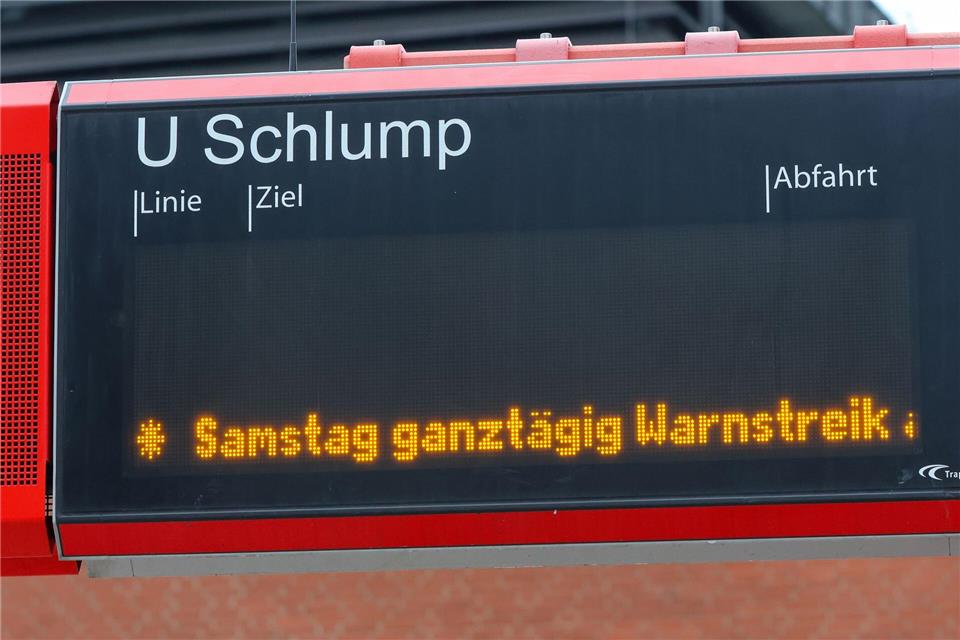 U Schlump
Linie Ziel Abfahrt
* Samstag ganztägig Warnstreik